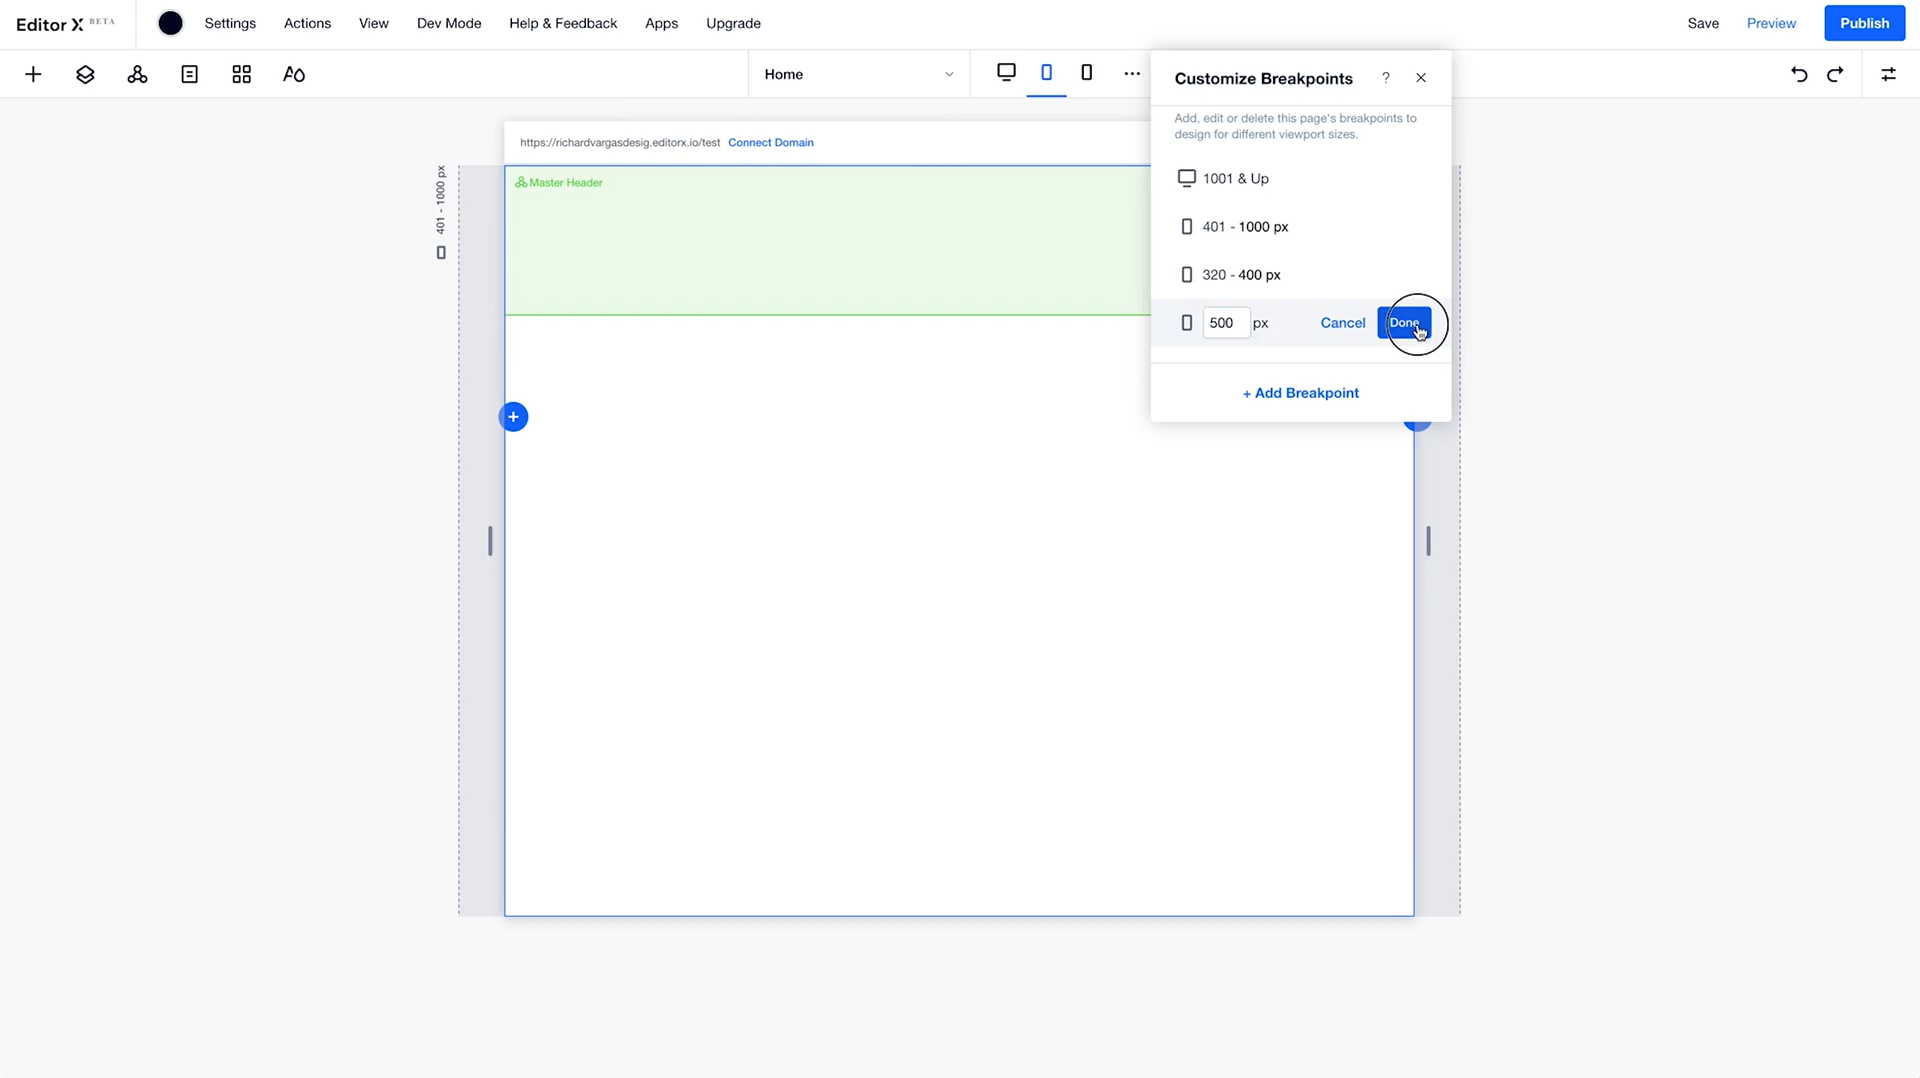 Editor X BETA
Settings
Actions
View
Dev Mode
Help & Feedback
Apps
Upgrade
Save
Preview
Publish
Home
Customize Breakpoints
?
Add, edit or delete this page's breakpoints to
design for different viewport sizes.
1001 & Up
401 - 1000 px
320 - 400 px
500 px
Cancel
Done
+ Add Breakpoint
https://richardvargasdesig.editorx.io/test Connect Domain
401 - 1000 px
Master Header